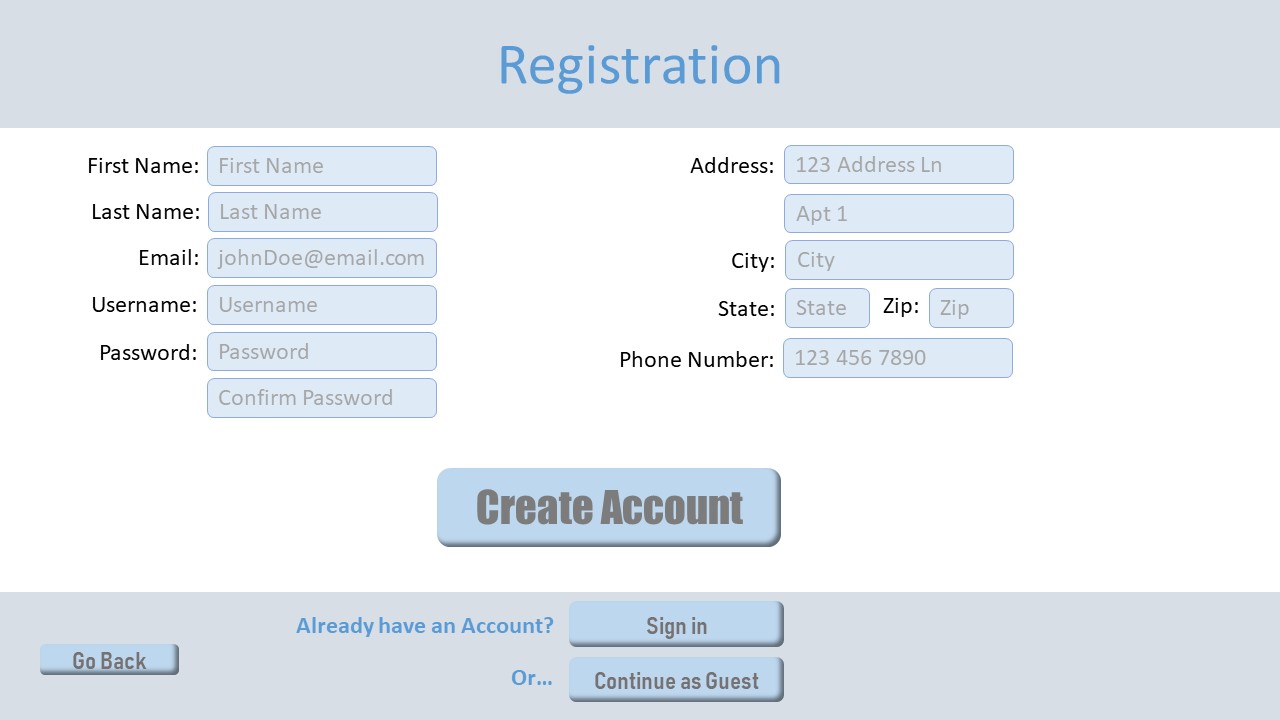 Registration
First Name: First Name
Last Name: Last Name
Email: johnDoe@email.com
Username: Username
Password: Password
Confirm Password
Address: 123 Address Ln
Apt 1
City: City
State: State Zip: Zip
Phone Number: 123 456 7890
Create Account
Already have an Account? Sign in
Go Back
Or... Continue as Guest